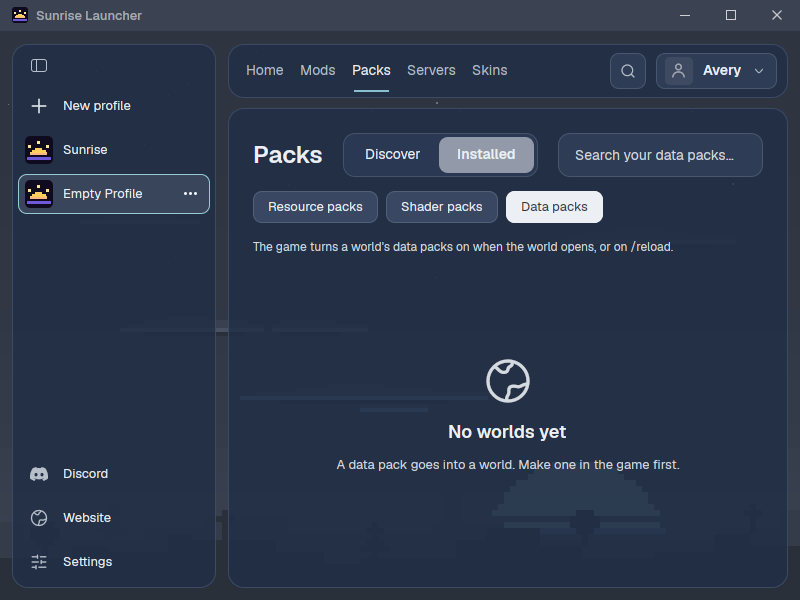 Sunrise Launcher
Home Mods Packs Servers Skins
Avery
New profile
Sunrise
Empty Profile
Packs
Discover Installed
Search your data packs...
Resource packs Shader packs Data packs
The game turns a world's data packs on when the world opens, or on /reload.
No worlds yet
A data pack goes into a world. Make one in the game first.
Discord
Website
Settings